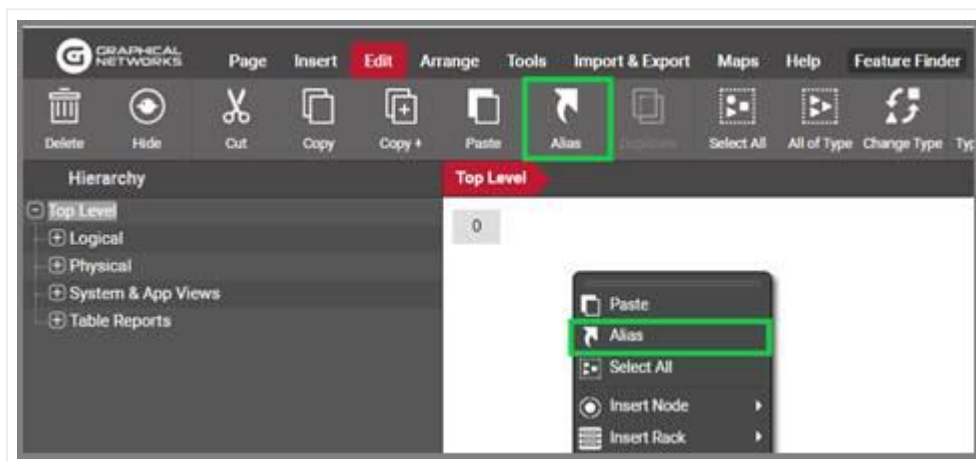 GRAPHICAL NETWORKS
Page Insert Edit Arrange Tools Import & Export Maps Help Feature Finder
Delete Hide Cut Copy Copy + Paste Alias Select All All of Type Change Type
Hierarchy
Top Level
Top Level
Logical
Physical
System & App Views
Table Reports
0
Paste
Alias
Select All
Insert Node
Insert Rack